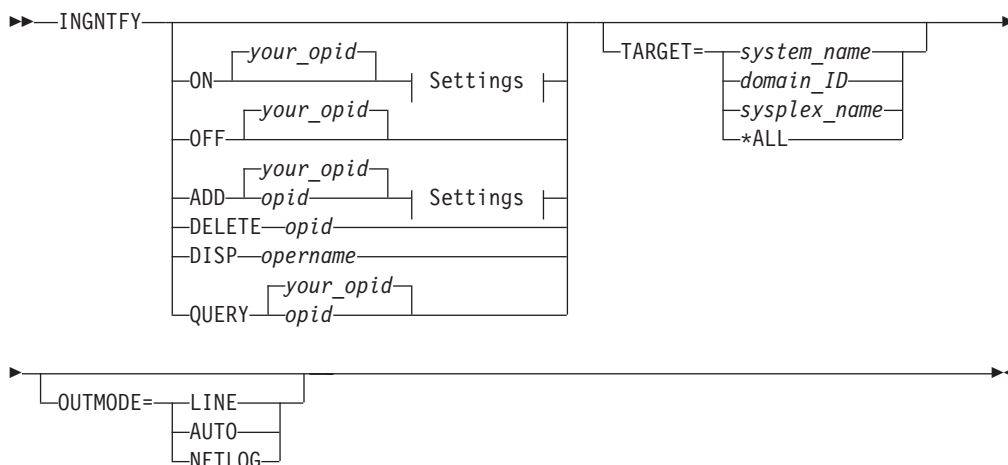 INGNTFY
your_opid
ON Settings
your_opid
OFF
your_opid
ADD opid Settings
DELETE opid
DISP opername
your_opid
QUERY opid
TARGET= system_name
domain_ID
sysplex_name
*ALL
OUTMODE= LINE
AUTO
NETLOG